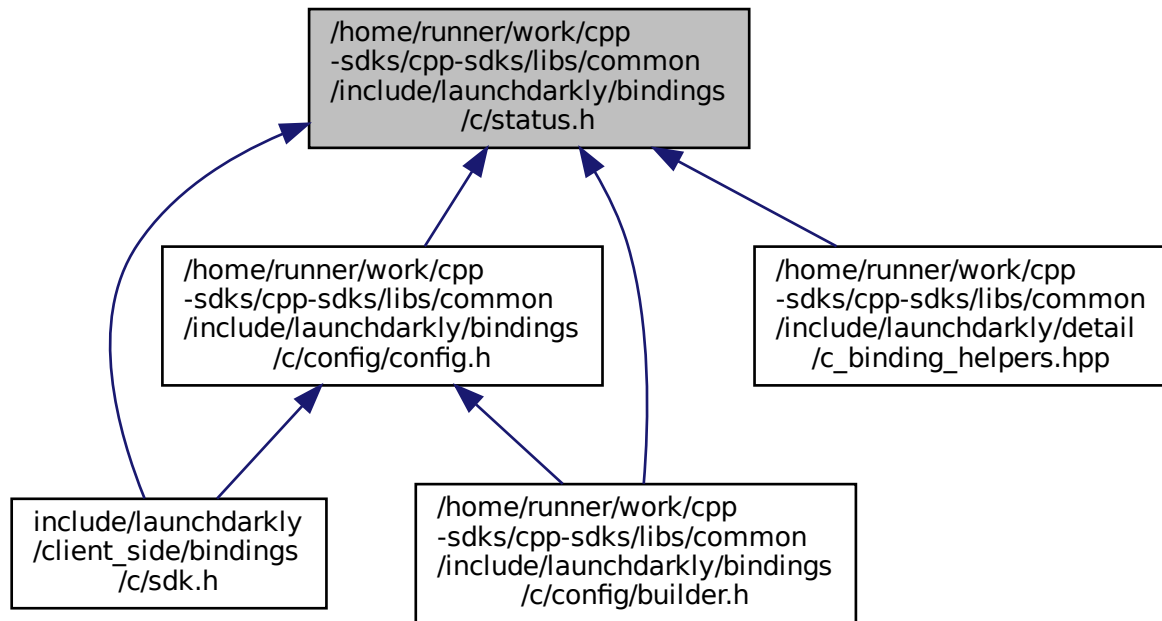 /home/runner/work/cpp
-sdks/cpp-sdks/libs/common
/include/launchdarkly/bindings
/c/status.h
/home/runner/work/cpp
-sdks/cpp-sdks/libs/common
/include/launchdarkly/bindings
/c/config/config.h
/home/runner/work/cpp
-sdks/cpp-sdks/libs/common
/include/launchdarkly/detail
/c_binding_helpers.hpp
include/launchdarkly
/client_side/bindings
/c/sdk.h
/home/runner/work/cpp
-sdks/cpp-sdks/libs/common
/include/launchdarkly/bindings
/c/config/builder.h